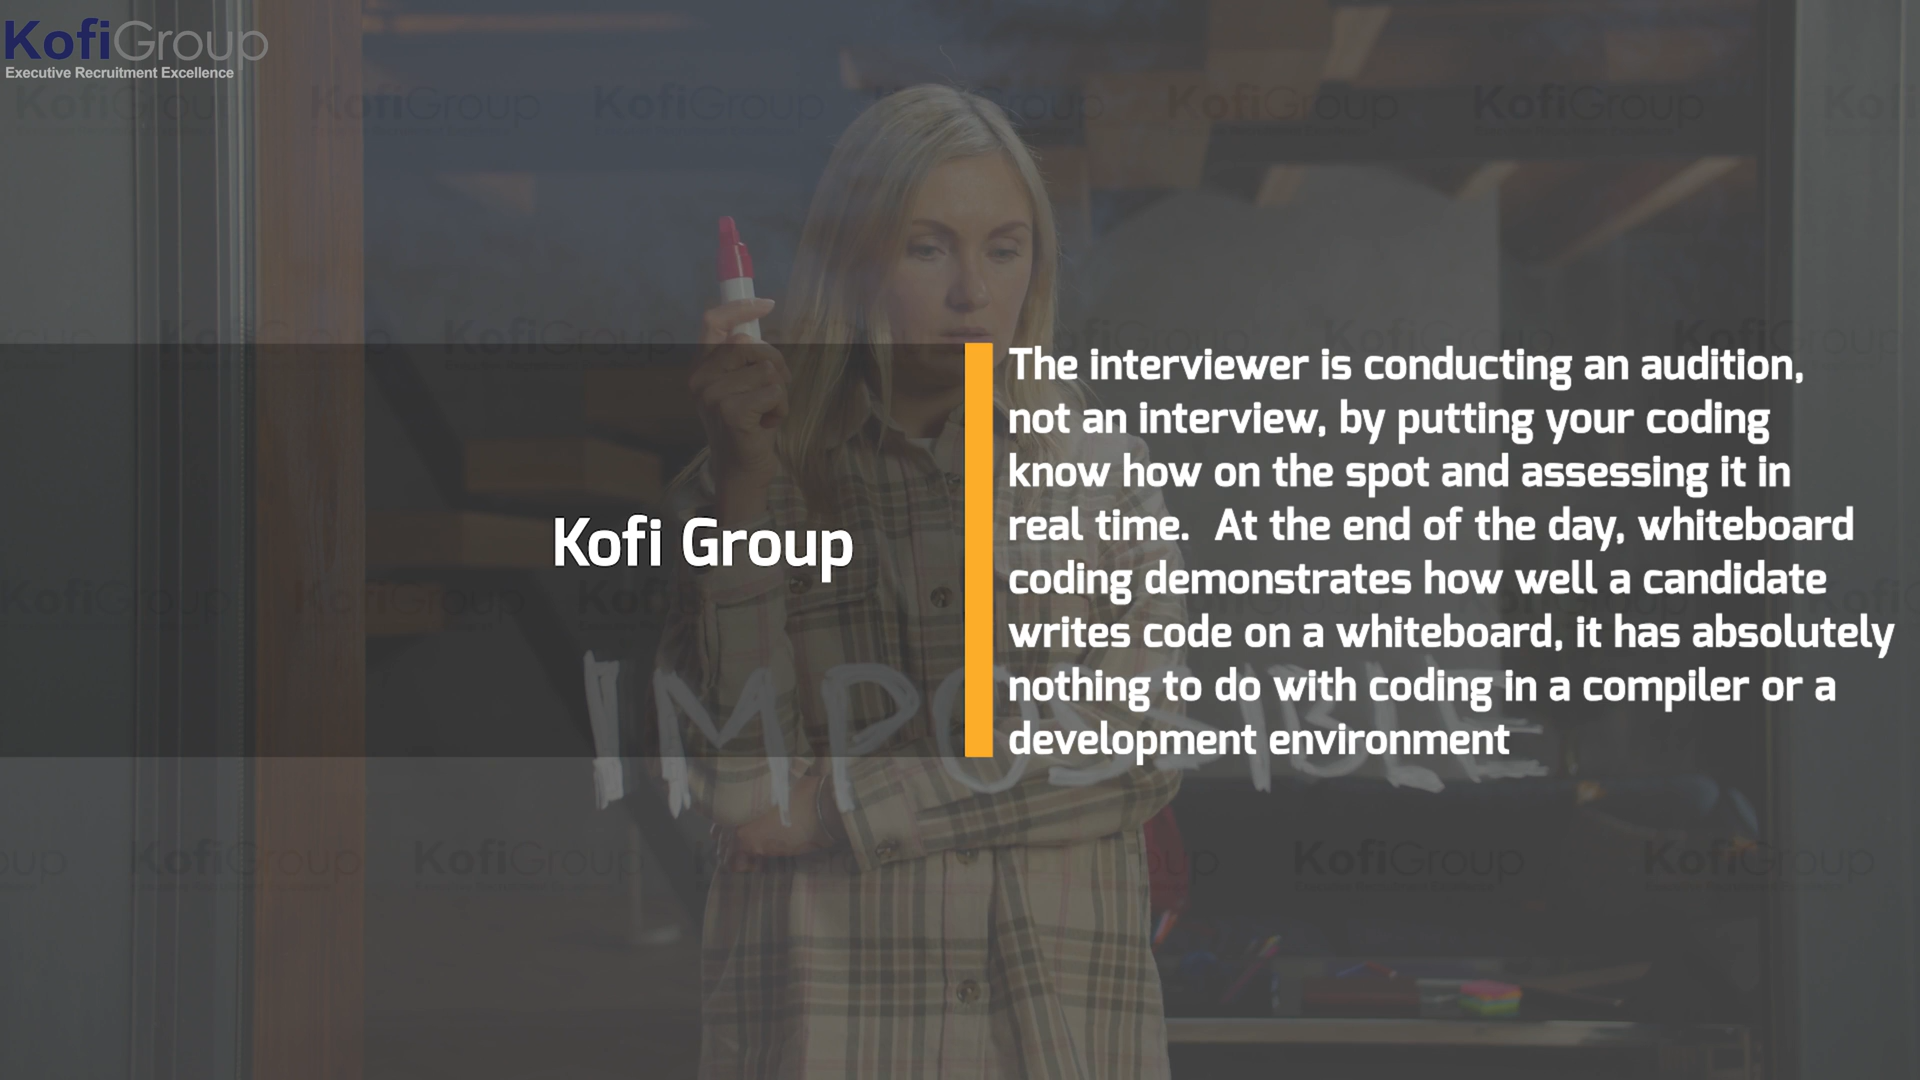 KofiGroup
Executive Recruitment Excellence
Kofi Group
The interviewer is conducting an audition,
not an interview, by putting your coding
know how on the spot and assessing it in
real time.  At the end of the day, whiteboard
coding demonstrates how well a candidate
writes code on a whiteboard, it has absolutely
nothing to do with coding in a compiler or a
development environment
IMPOSSIBLE